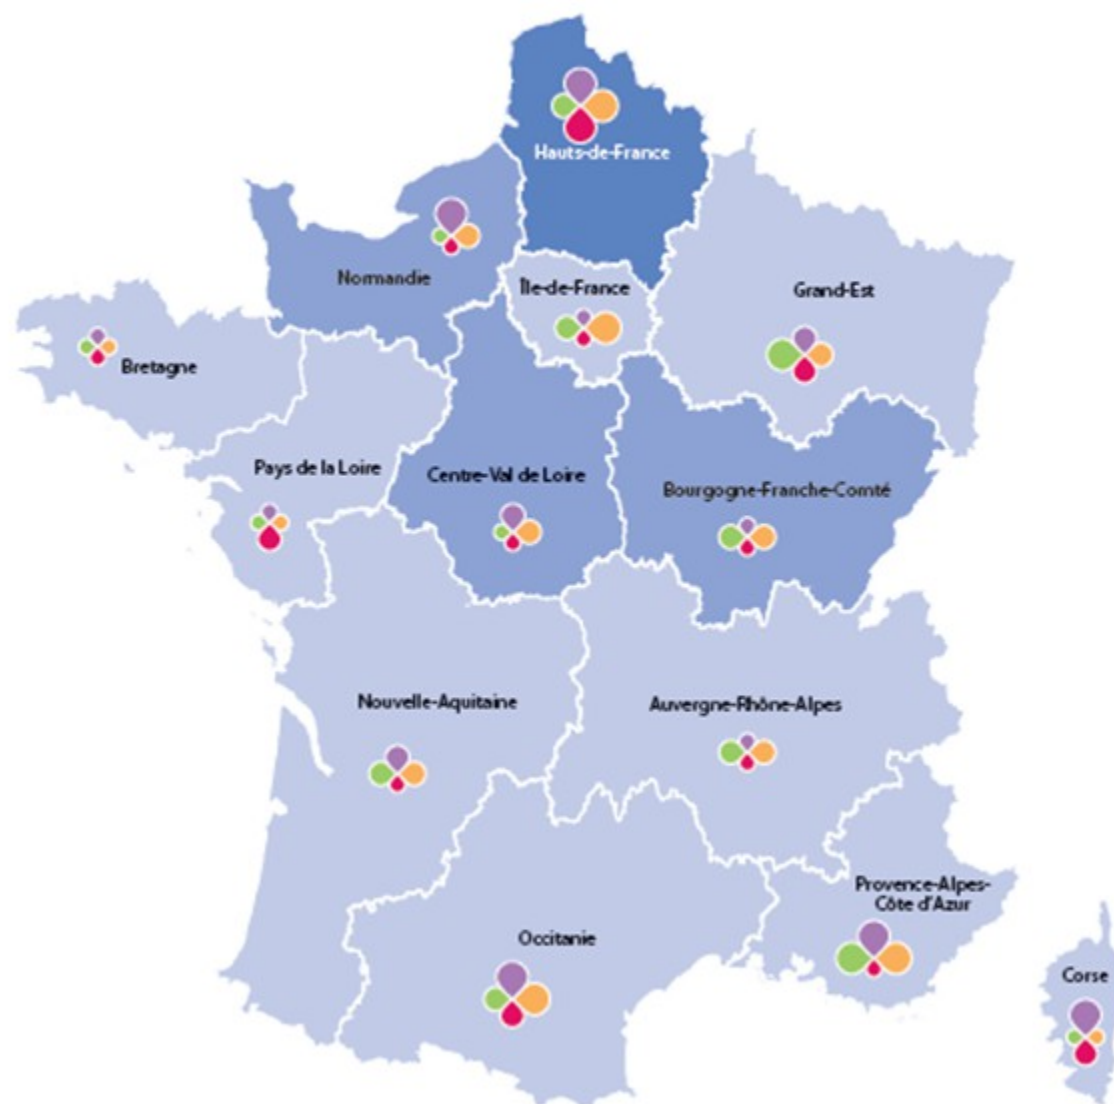 Hauts-de-France
Normandie
Île-de-France
Grand-Est
Bretagne
Pays de la Loire
Centre-Val de Loire
Bourgogne-Franche-Comté
Nouvelle-Aquitaine
Auvergne-Rhône-Alpes
Provence-Alpes-
Côte d'Azur
Occitanie
Corse